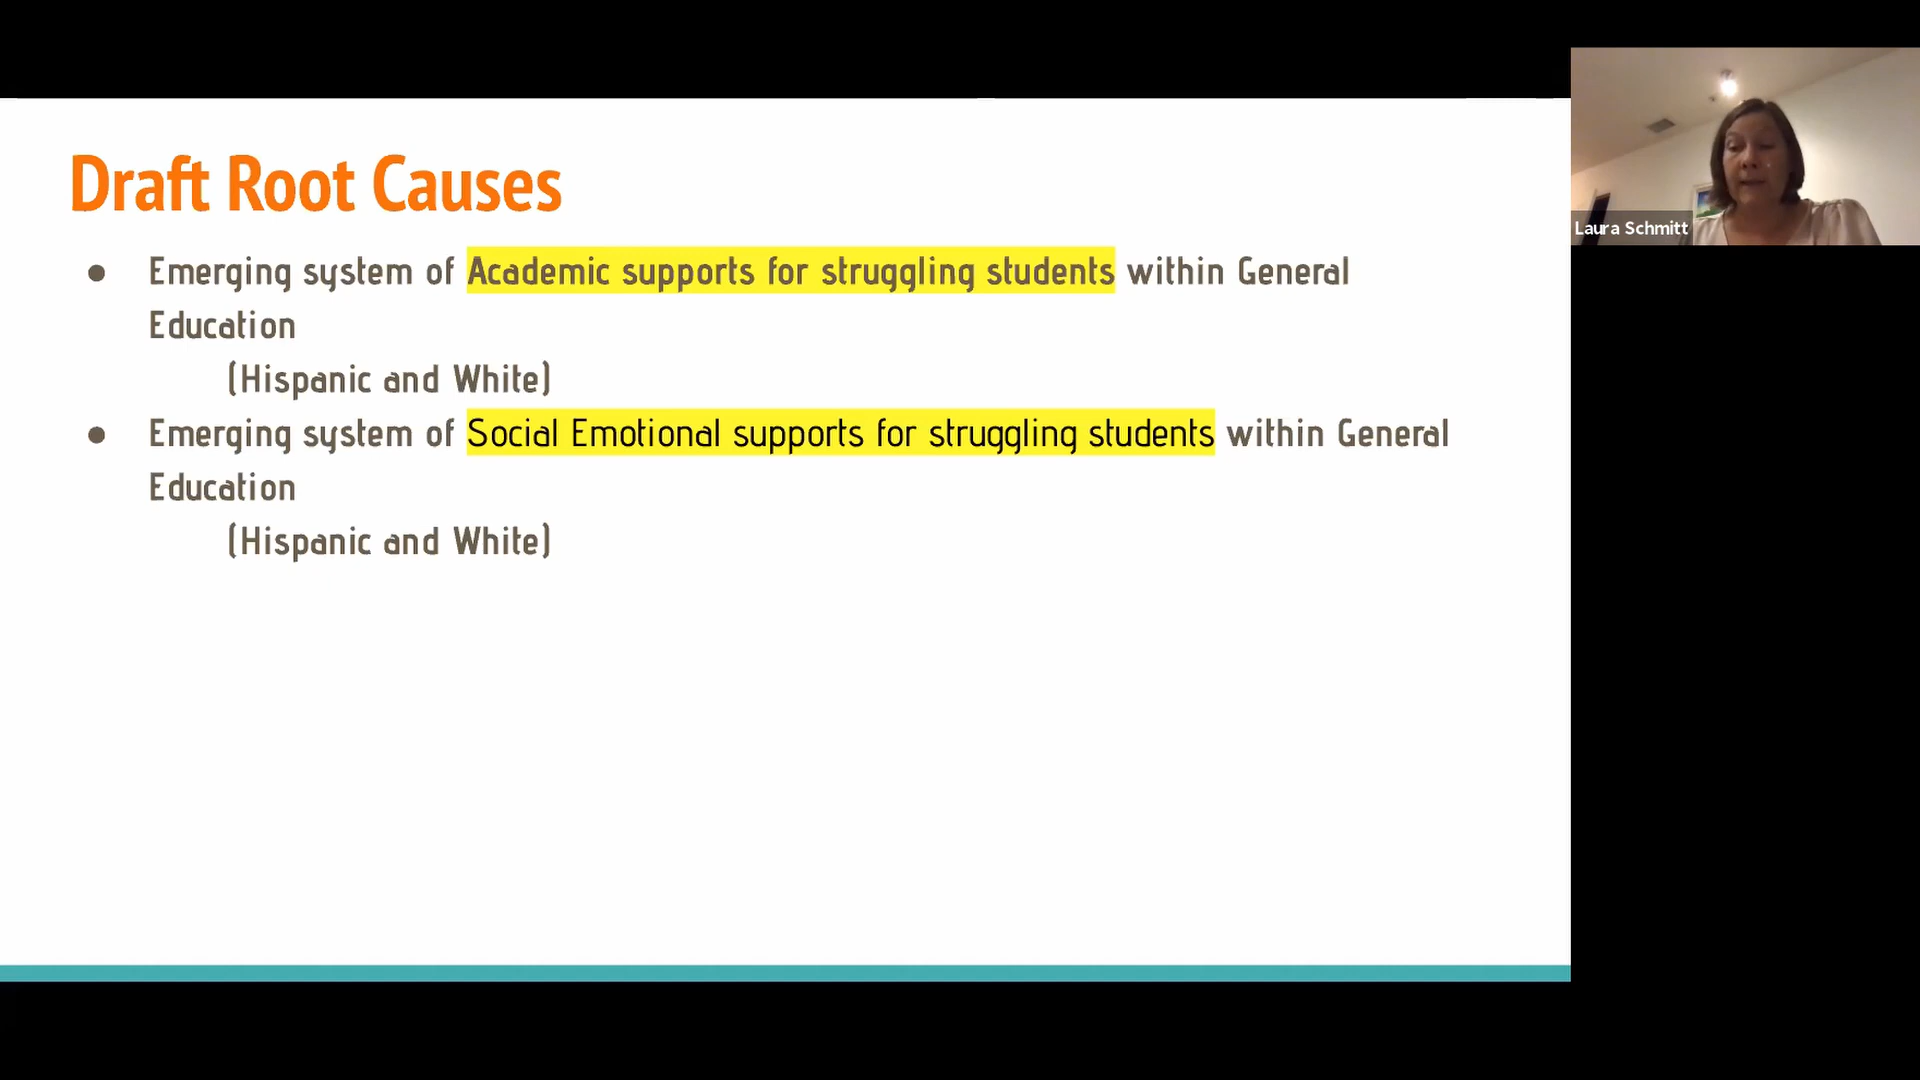 Draft Root Causes
● Emerging system of Academic supports for struggling students within General
Education
(Hispanic and White)
● Emerging system of Social Emotional supports for struggling students within General
Education
(Hispanic and White)
Laura Schmitt